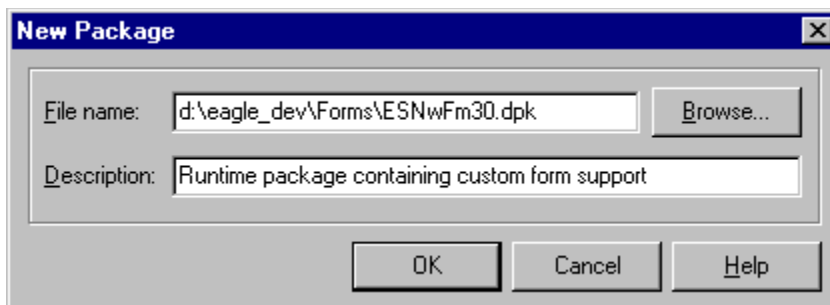 New Package
File name: d:\eagle_dev\Forms\ESNwFm30.dpk Browse...
Description: Runtime package containing custom form support
OK Cancel Help